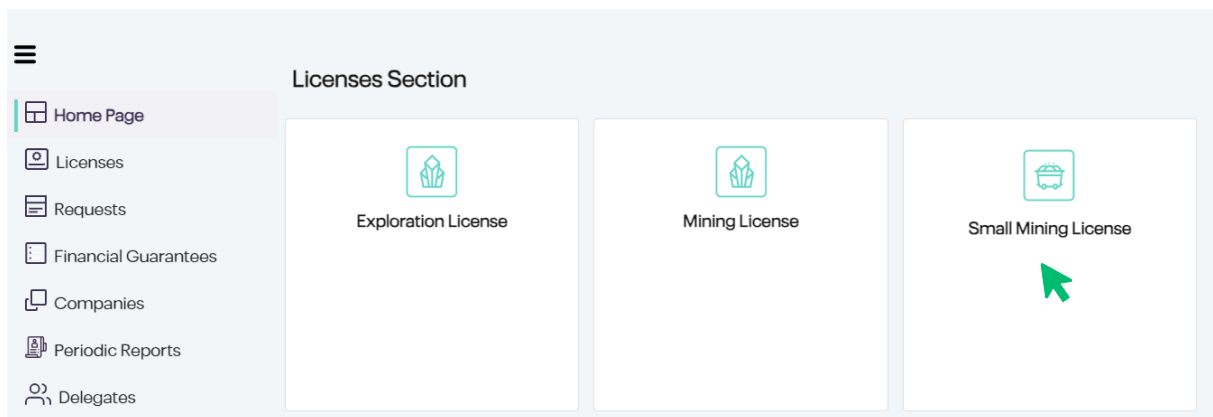 Licenses Section
Home Page
Licenses
Requests
Financial Guarantees
Companies
Periodic Reports
Delegates
Exploration License
Mining License
Small Mining License